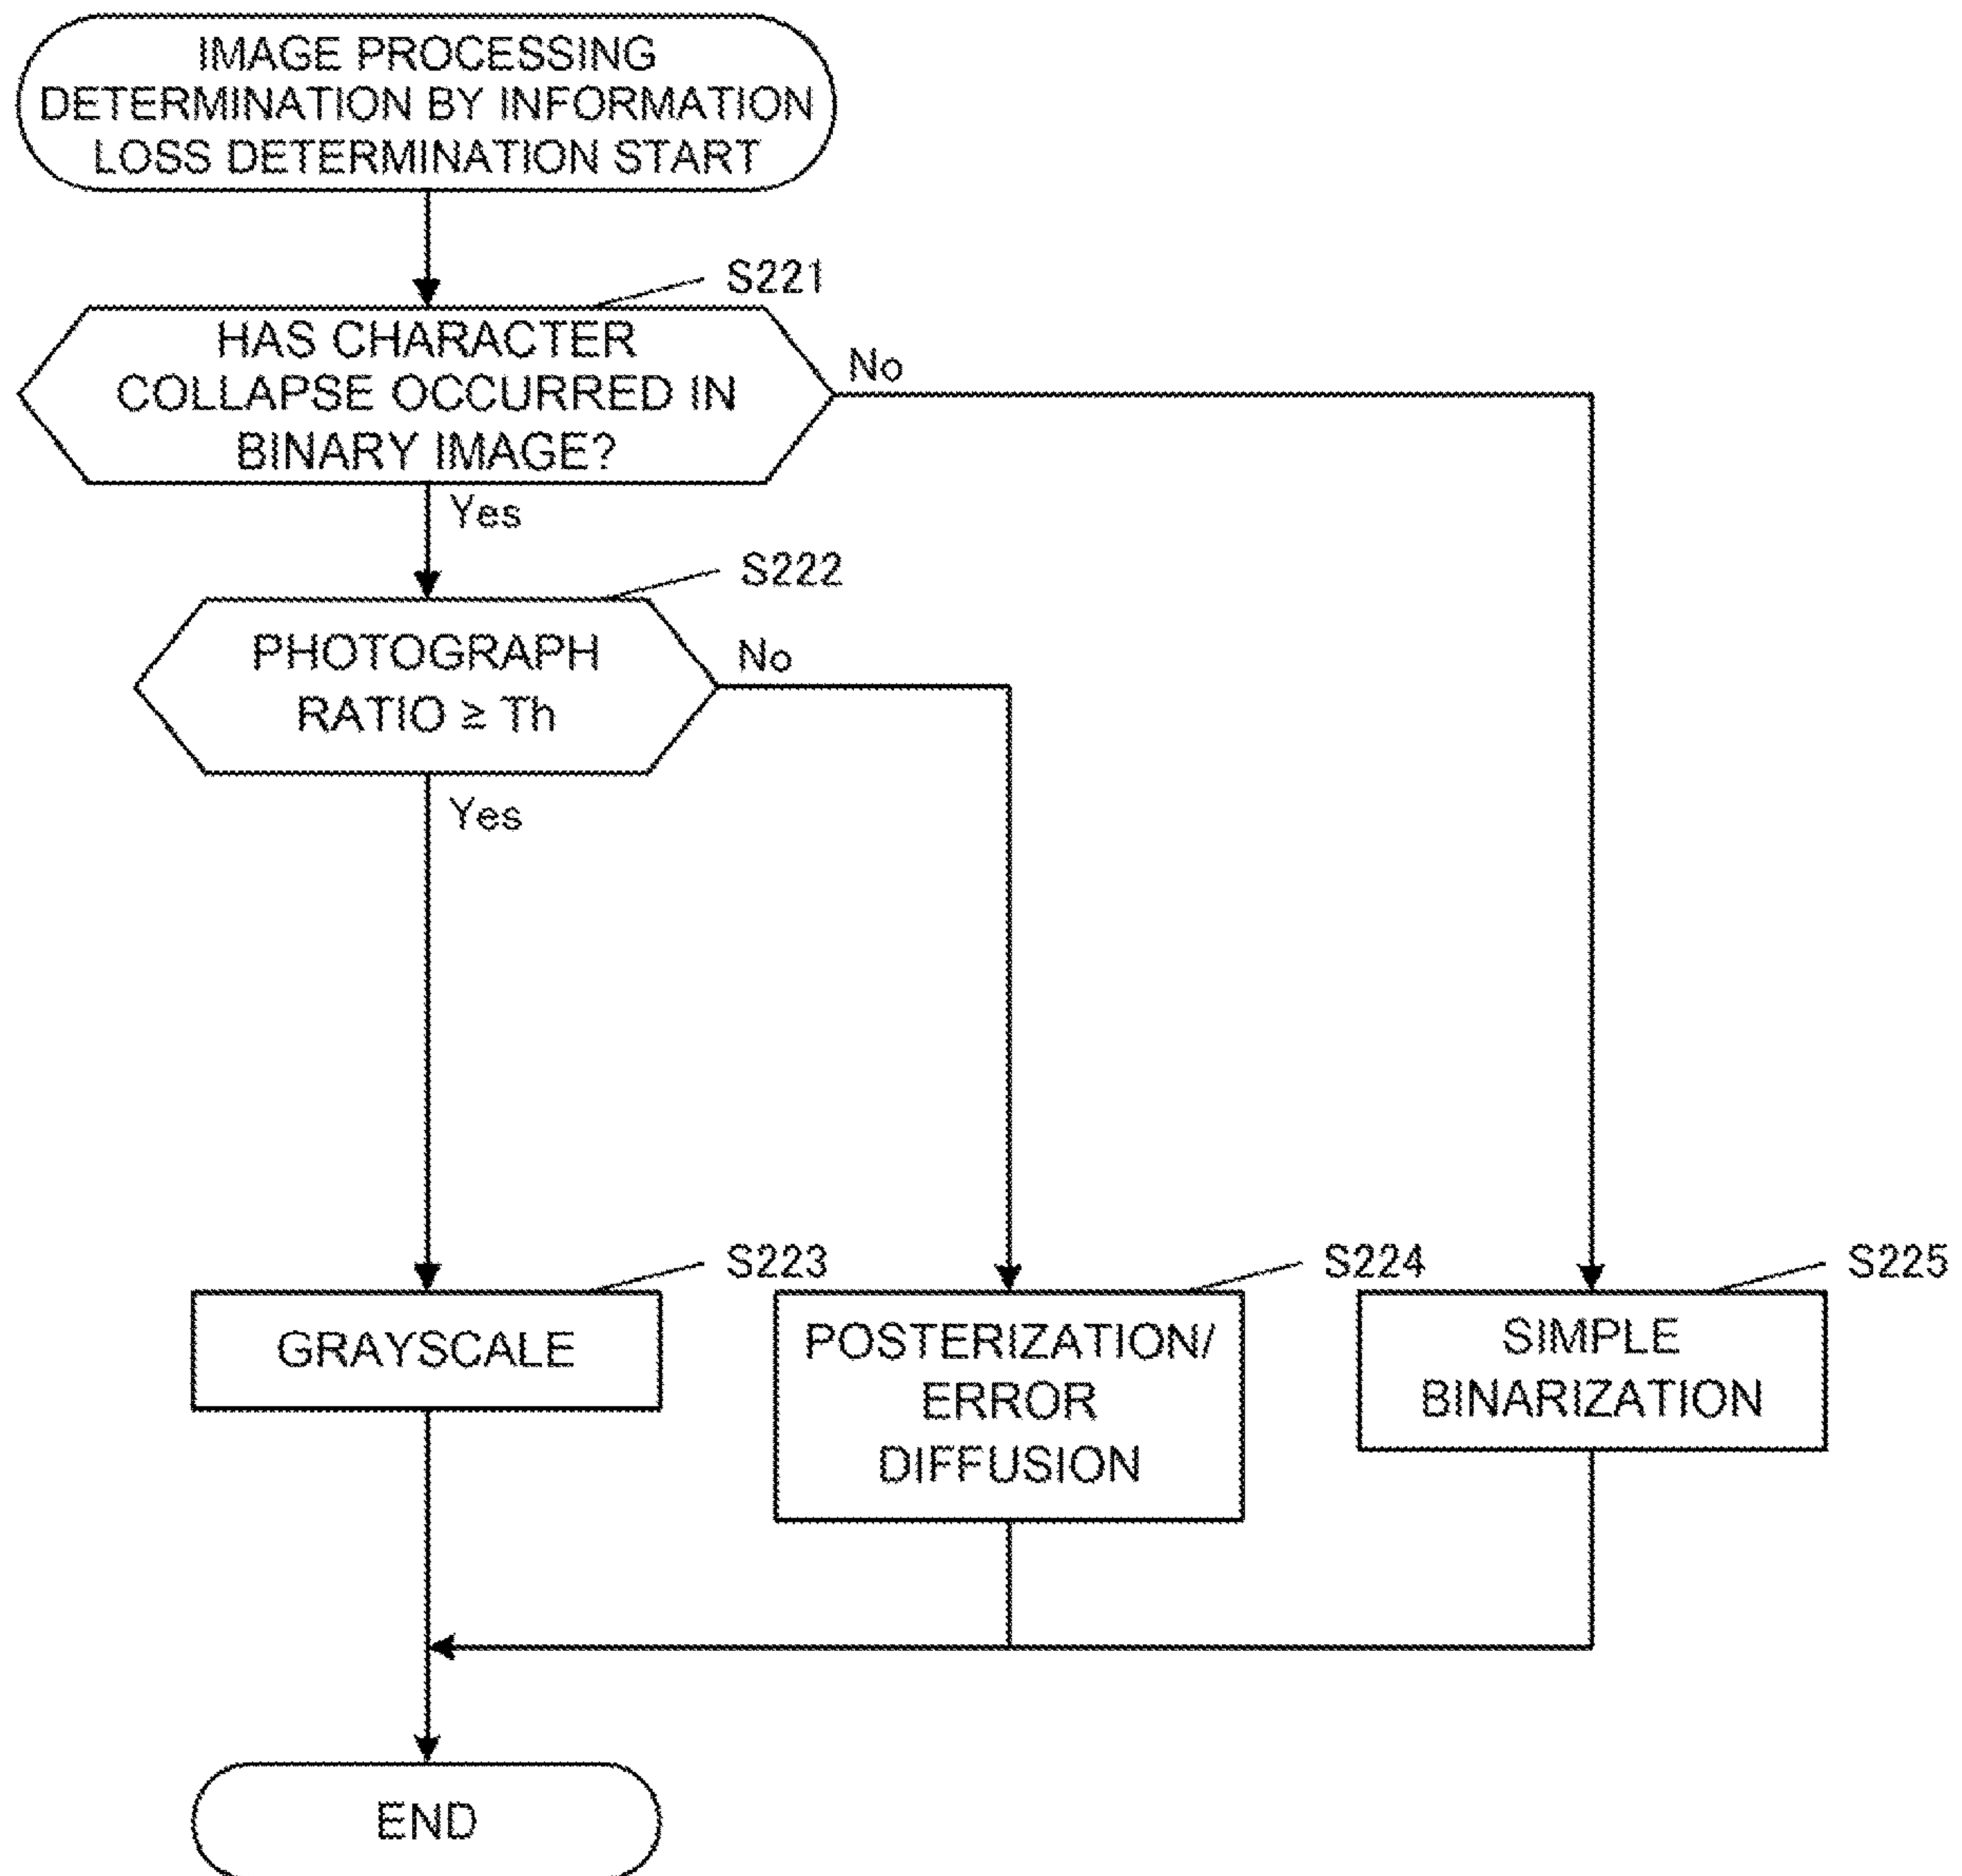 IMAGE PROCESSING
DETERMINATION BY INFORMATION
LOSS DETERMINATION START
S221
HAS CHARACTER
COLLAPSE OCCURRED IN
BINARY IMAGE?
No
Yes
S222
PHOTOGRAPH
RATIO ≥ Th
No
Yes
S223
GRAYSCALE
S224
POSTERIZATION/
ERROR
DIFFUSION
S225
SIMPLE
BINARIZATION
END